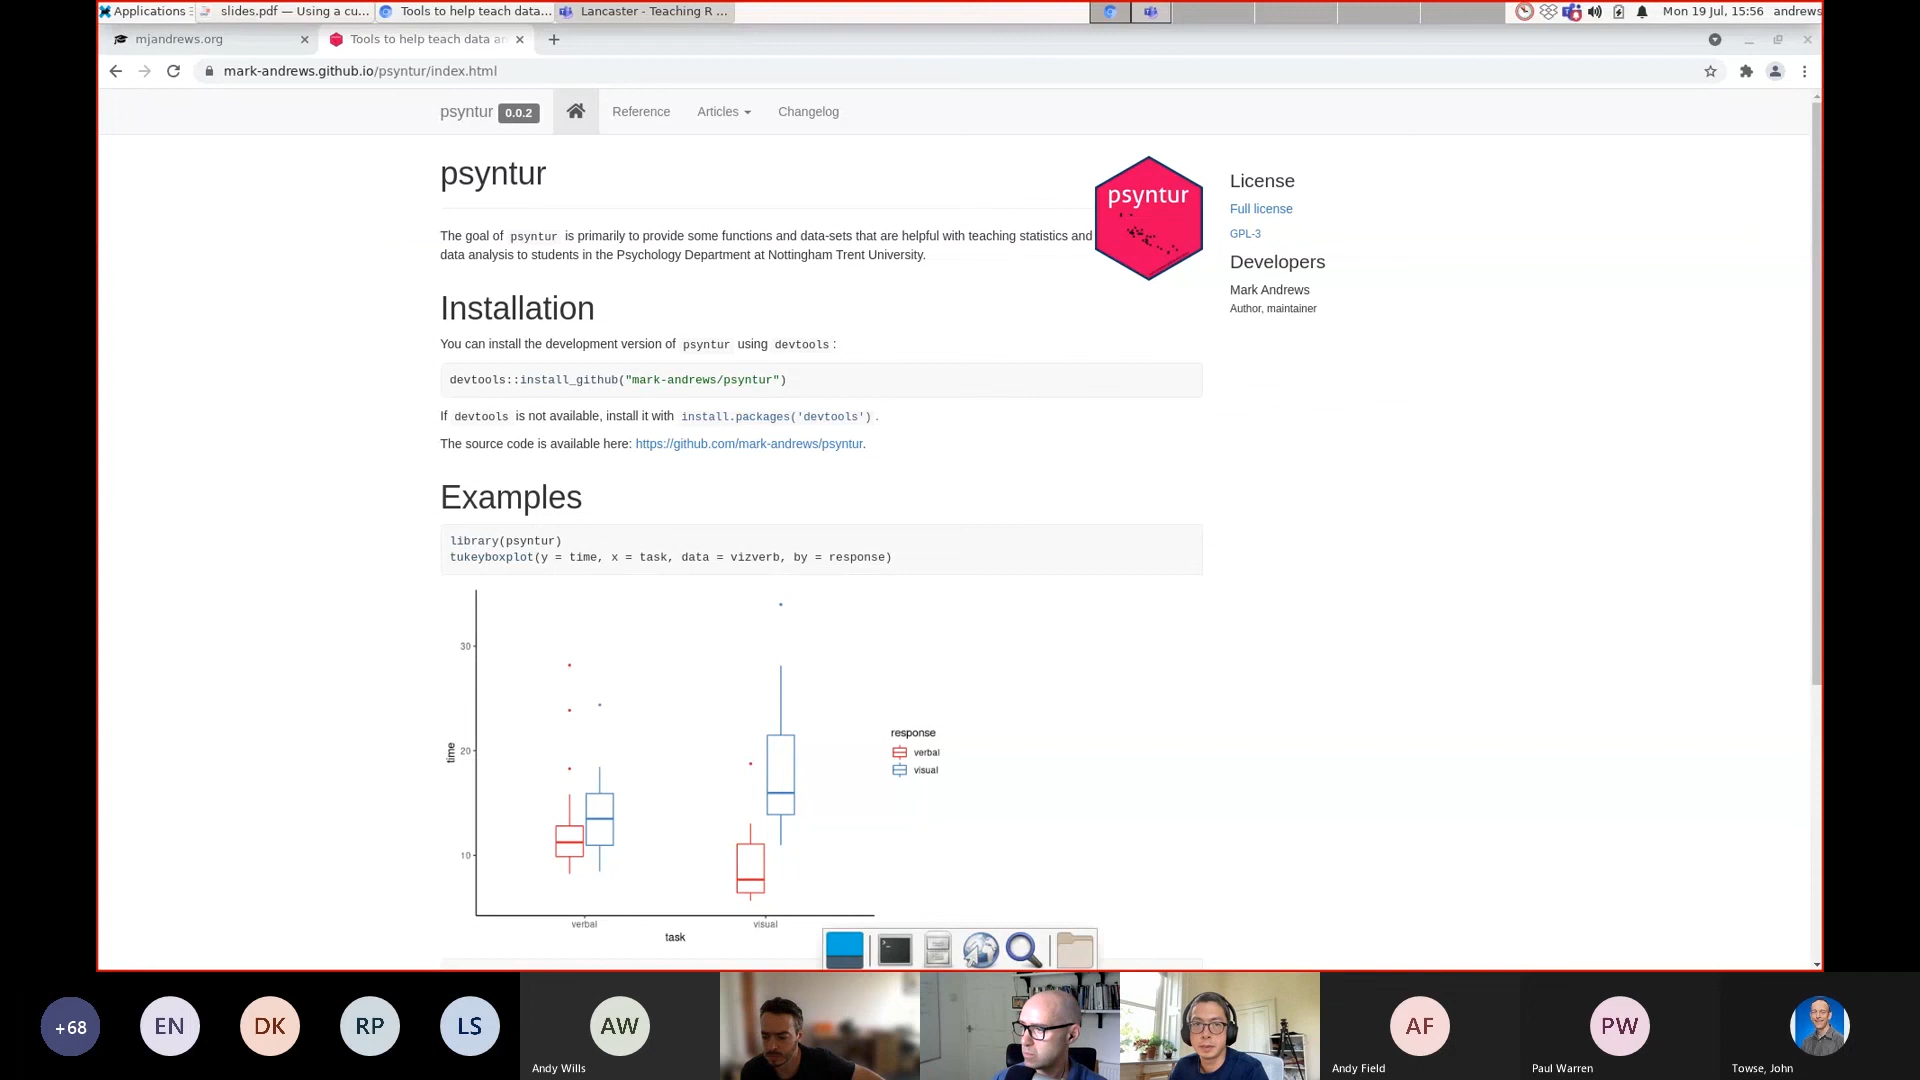 Applications
slides.pdf — Using a cu...
Tools to help teach data...
Lancaster - Teaching R ...
Mon 19 Jul, 15:56
andrews
mjandrews.org
Tools to help teach data an
mark-andrews.github.io/psyntur/index.html
psyntur 0.0.2
Reference
Articles
Changelog
psyntur
psyntur
License
Full license
GPL-3
Developers
Mark Andrews
Author, maintainer
The goal of psyntur is primarily to provide some functions and data-sets that are helpful with teaching statistics and
data analysis to students in the Psychology Department at Nottingham Trent University.
Installation
You can install the development version of psyntur using devtools:
devtools::install_github("mark-andrews/psyntur")
If devtools is not available, install it with install.packages('devtools').
The source code is available here: https://github.com/mark-andrews/psyntur.
Examples
library(psyntur)
tukeyboxplot(y = time, x = task, data = vizverb, by = response)
30
20
10
time
verbal
visual
task
response
verbal
visual
+68
EN
DK
RP
LS
AW
Andy Wills
AF
Andy Field
PW
Paul Warren
Towse, John